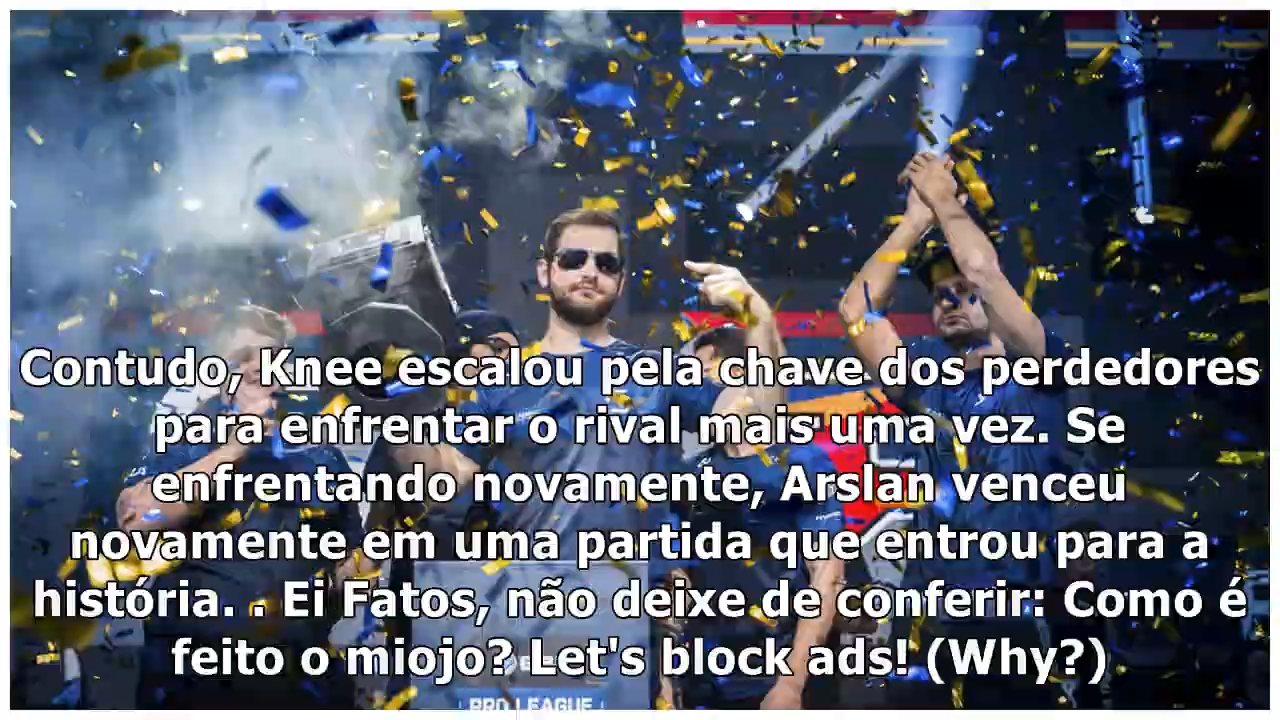 Contudo, Knee escalou pela chave dos perdedores
para enfrentar o rival mais uma vez. Se
enfrentando novamente, Arslan venceu
novamente em uma partida que entrou para a
história. . Ei Fatos, não deixe de conferir: Como é
feito o miojo? Let's block ads! (Why?)
PRO LEAGUE